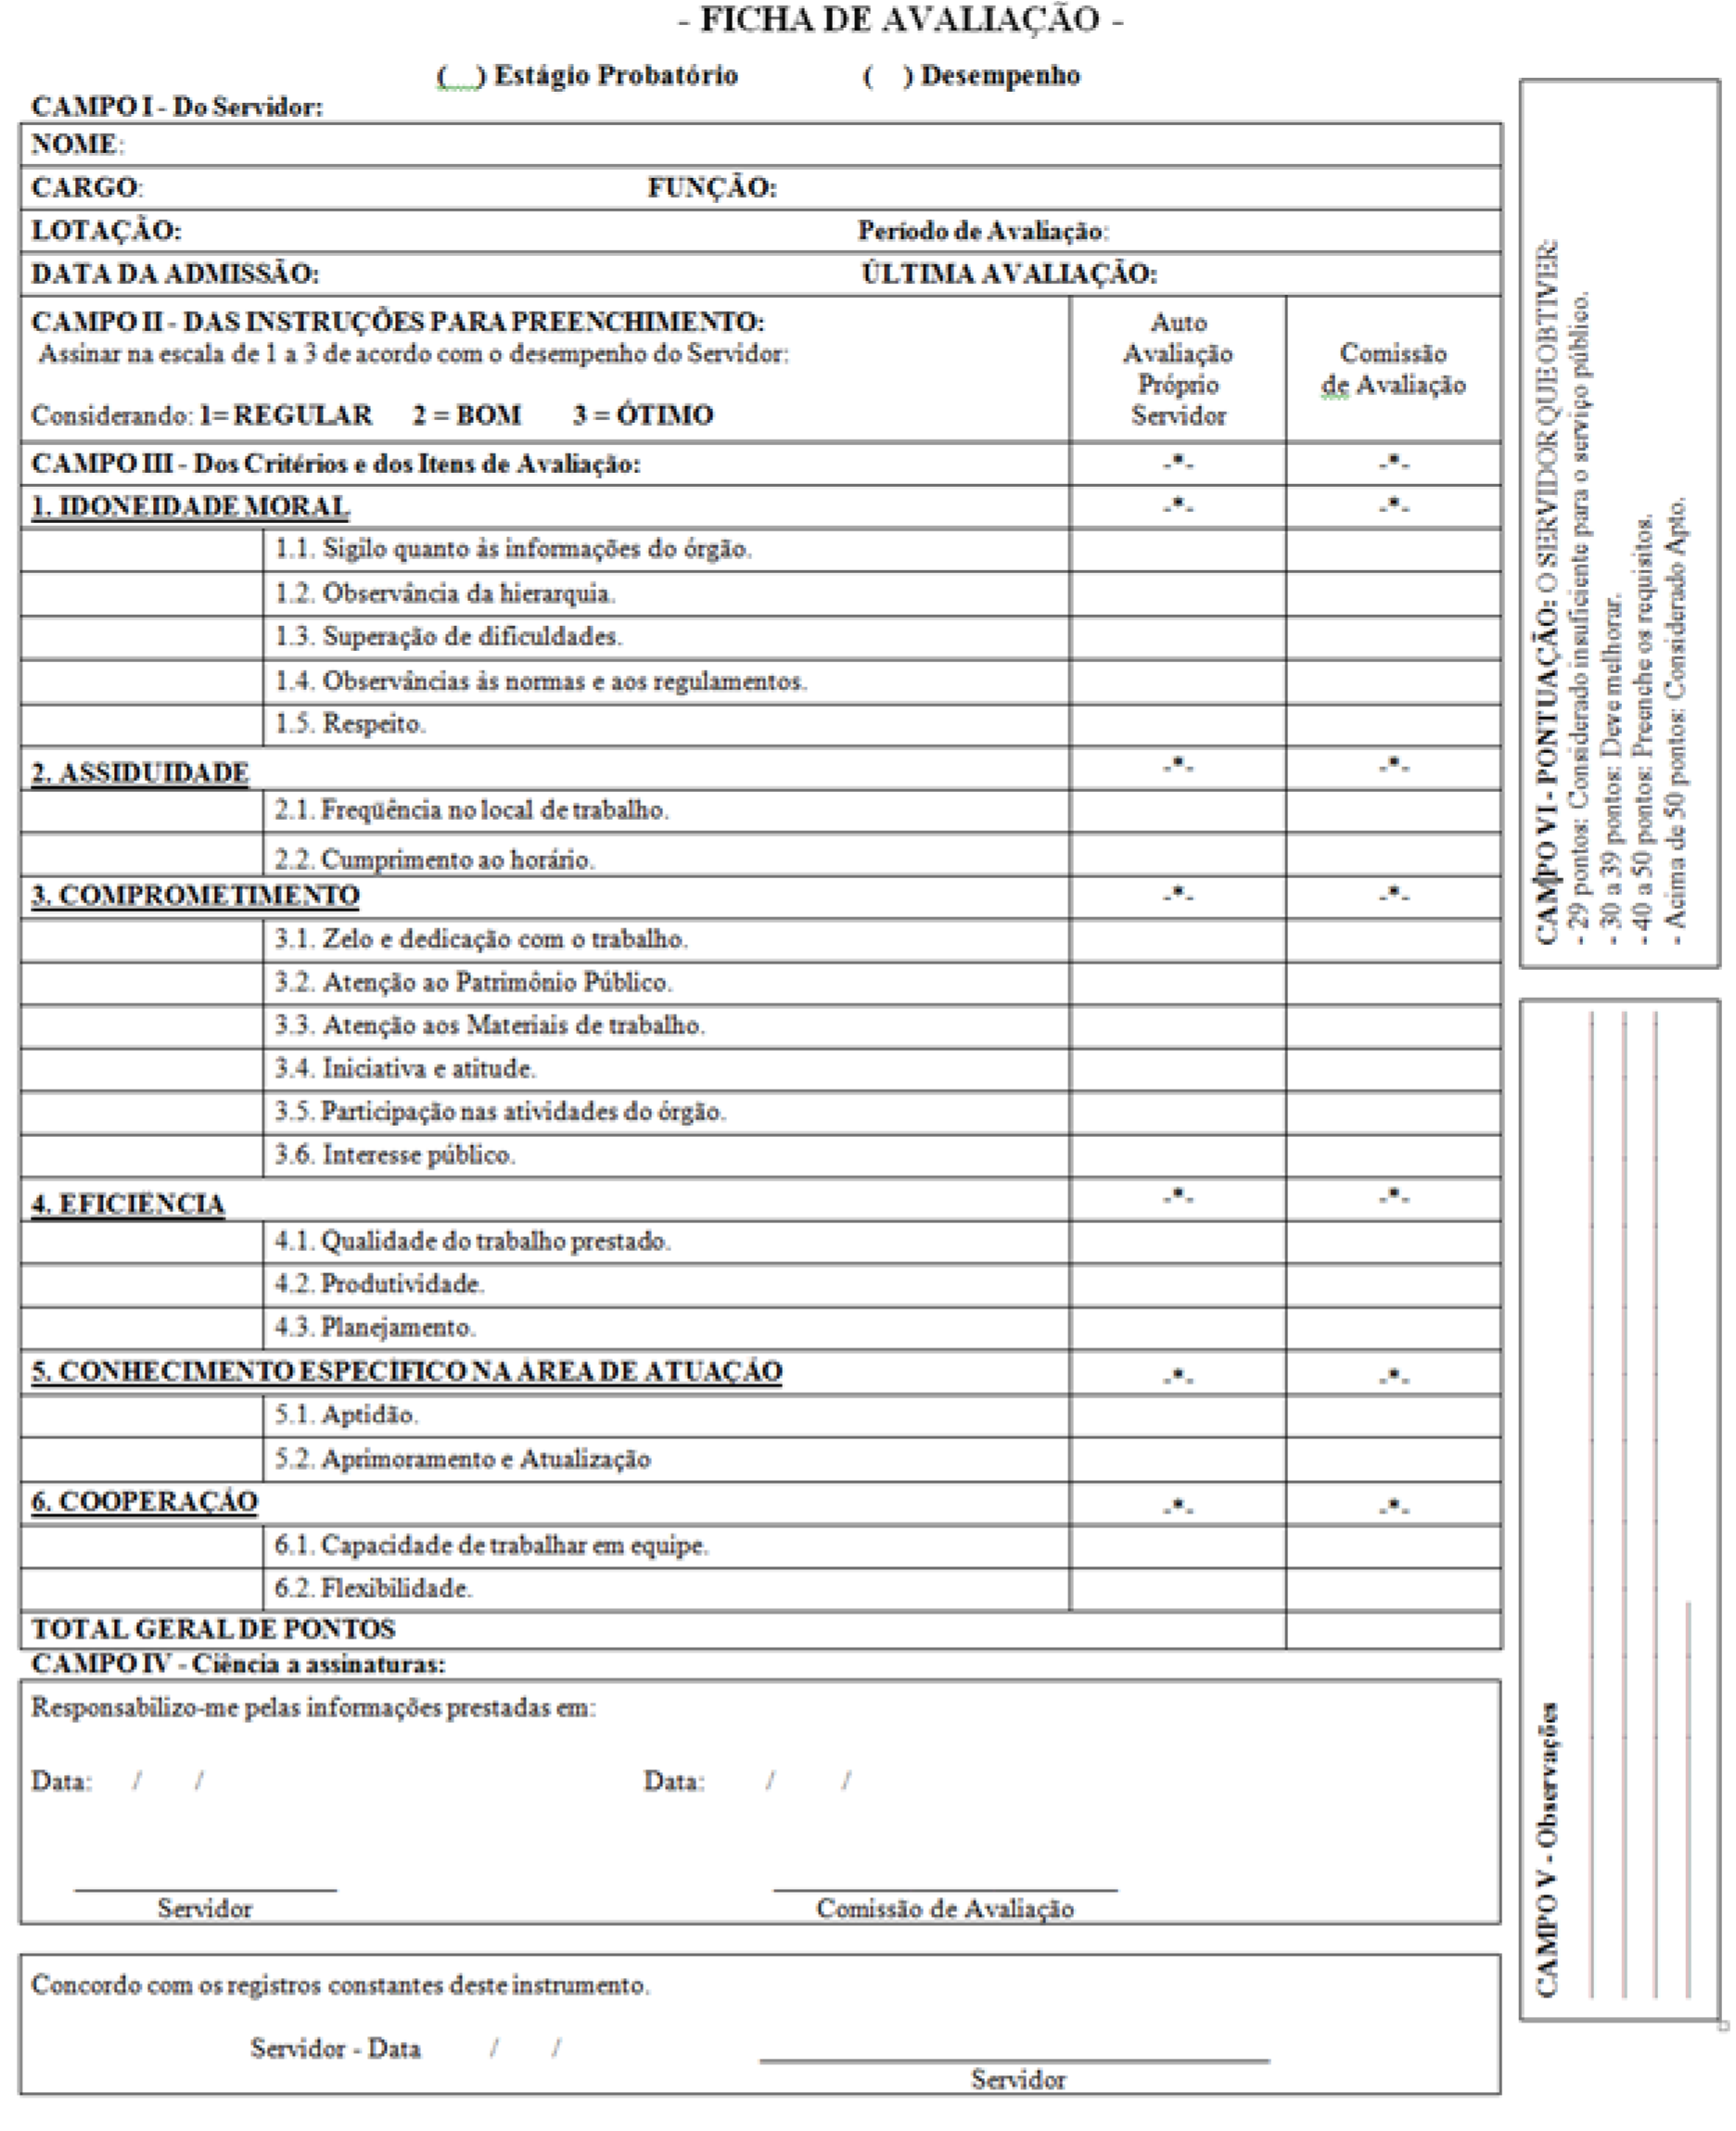 - FICHA DE AVALIAÇÃO -
(   ) Estágio Probatório   (   ) Desempenho
CAMPO I - Do Servidor:
NOME:
CARGO:   FUNÇÃO:
LOTAÇÃO:   Período de Avaliação:
DATA DA ADMISSÃO:   ÚLTIMA AVALIAÇÃO:
CAMPO II - DAS INSTRUÇÕES PARA PREENCHIMENTO:
Assinar na escala de 1 a 3 de acordo com o desempenho do Servidor:
Considerando: 1= REGULAR   2 = BOM   3 = ÓTIMO
Auto
Avaliação
Próprio
Servidor
Comissão
de Avaliação
CAMPO III - Dos Critérios e dos Itens de Avaliação:   -*-   -*-
1. IDONEIDADE MORAL   -*-   -*-
1.1. Sigilo quanto às informações do órgão.
1.2. Observância da hierarquia.
1.3. Superação de dificuldades.
1.4. Observâncias às normas e aos regulamentos.
1.5. Respeito.
2. ASSIDUIDADE   -*-   -*-
2.1. Freqüência no local de trabalho.
2.2. Cumprimento ao horário.
3. COMPROMETIMENTO   -*-   -*-
3.1. Zelo e dedicação com o trabalho.
3.2. Atenção ao Patrimônio Público.
3.3. Atenção aos Materiais de trabalho.
3.4. Iniciativa e atitude.
3.5. Participação nas atividades do órgão.
3.6. Interesse público.
4. EFICIÊNCIA   -*-   -*-
4.1. Qualidade do trabalho prestado.
4.2. Produtividade.
4.3. Planejamento.
5. CONHECIMENTO ESPECÍFICO NA ÁREA DE ATUAÇÃO   -*-   -*-
5.1. Aptidão.
5.2. Aprimoramento e Atualização
6. COOPERAÇÃO   -*-   -*-
6.1. Capacidade de trabalhar em equipe.
6.2. Flexibilidade.
TOTAL GERAL DE PONTOS
CAMPO IV - Ciência a assinaturas:
Responsabilizo-me pelas informações prestadas em:
Data:   /   /   Data:   /   /
Servidor   Comissão de Avaliação
Concordo com os registros constantes deste instrumento.
Servidor - Data   /   /
Servidor
CAMPO VI - PONTUAÇÃO: O SERVIDOR QUE OBTIVER:
- 29 pontos: Considerado insuficiente para o serviço público.
- 30 a 39 pontos: Deve melhorar.
- 40 a 50 pontos: Preenche os requisitos.
- Acima de 50 pontos: Considerado Apto.
CAMPO V - Observações